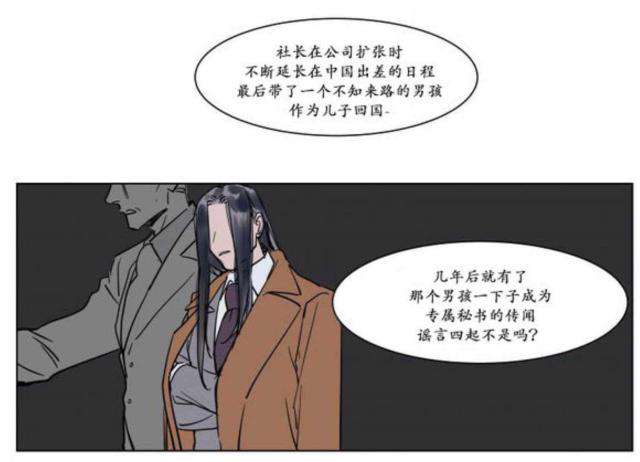 社长在公司扩张时
不断延长在中国出差的日程
最后带了一个不知来路的男孩
作为儿子回国-
几年后就有了
那个男孩一下子成为
专属秘书的传闻
谣言四起不是吗?